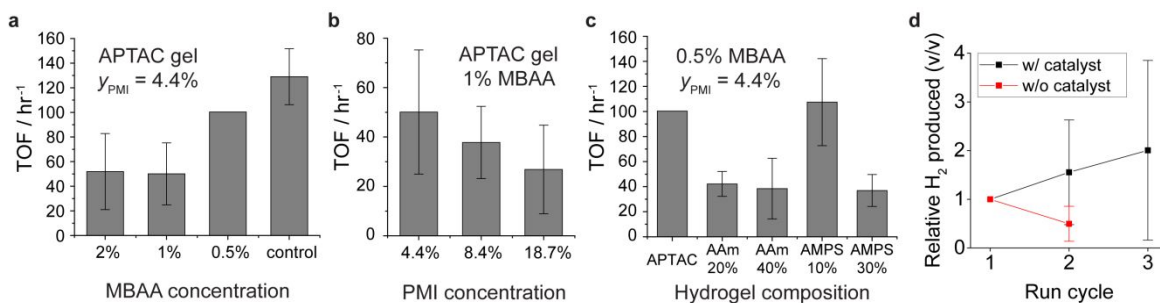 a
TOF / hr⁻¹
160
140
120
100
80
60
40
20
0
APTAC gel
yPMI = 4.4%
2% 1% 0.5% control
MBAA concentration
b
TOF / hr⁻¹
80
60
40
20
0
APTAC gel
1% MBAA
4.4% 8.4% 18.7%
PMI concentration
c
TOF / hr⁻¹
160
140
120
100
80
60
40
20
0
0.5% MBAA
yPMI = 4.4%
APTAC AAm AAm AMPS AMPS
20% 40% 10% 30%
Hydrogel composition
d
Relative H₂ produced (v/v)
4
3
2
1
0
w/ catalyst
w/o catalyst
1 2 3
Run cycle